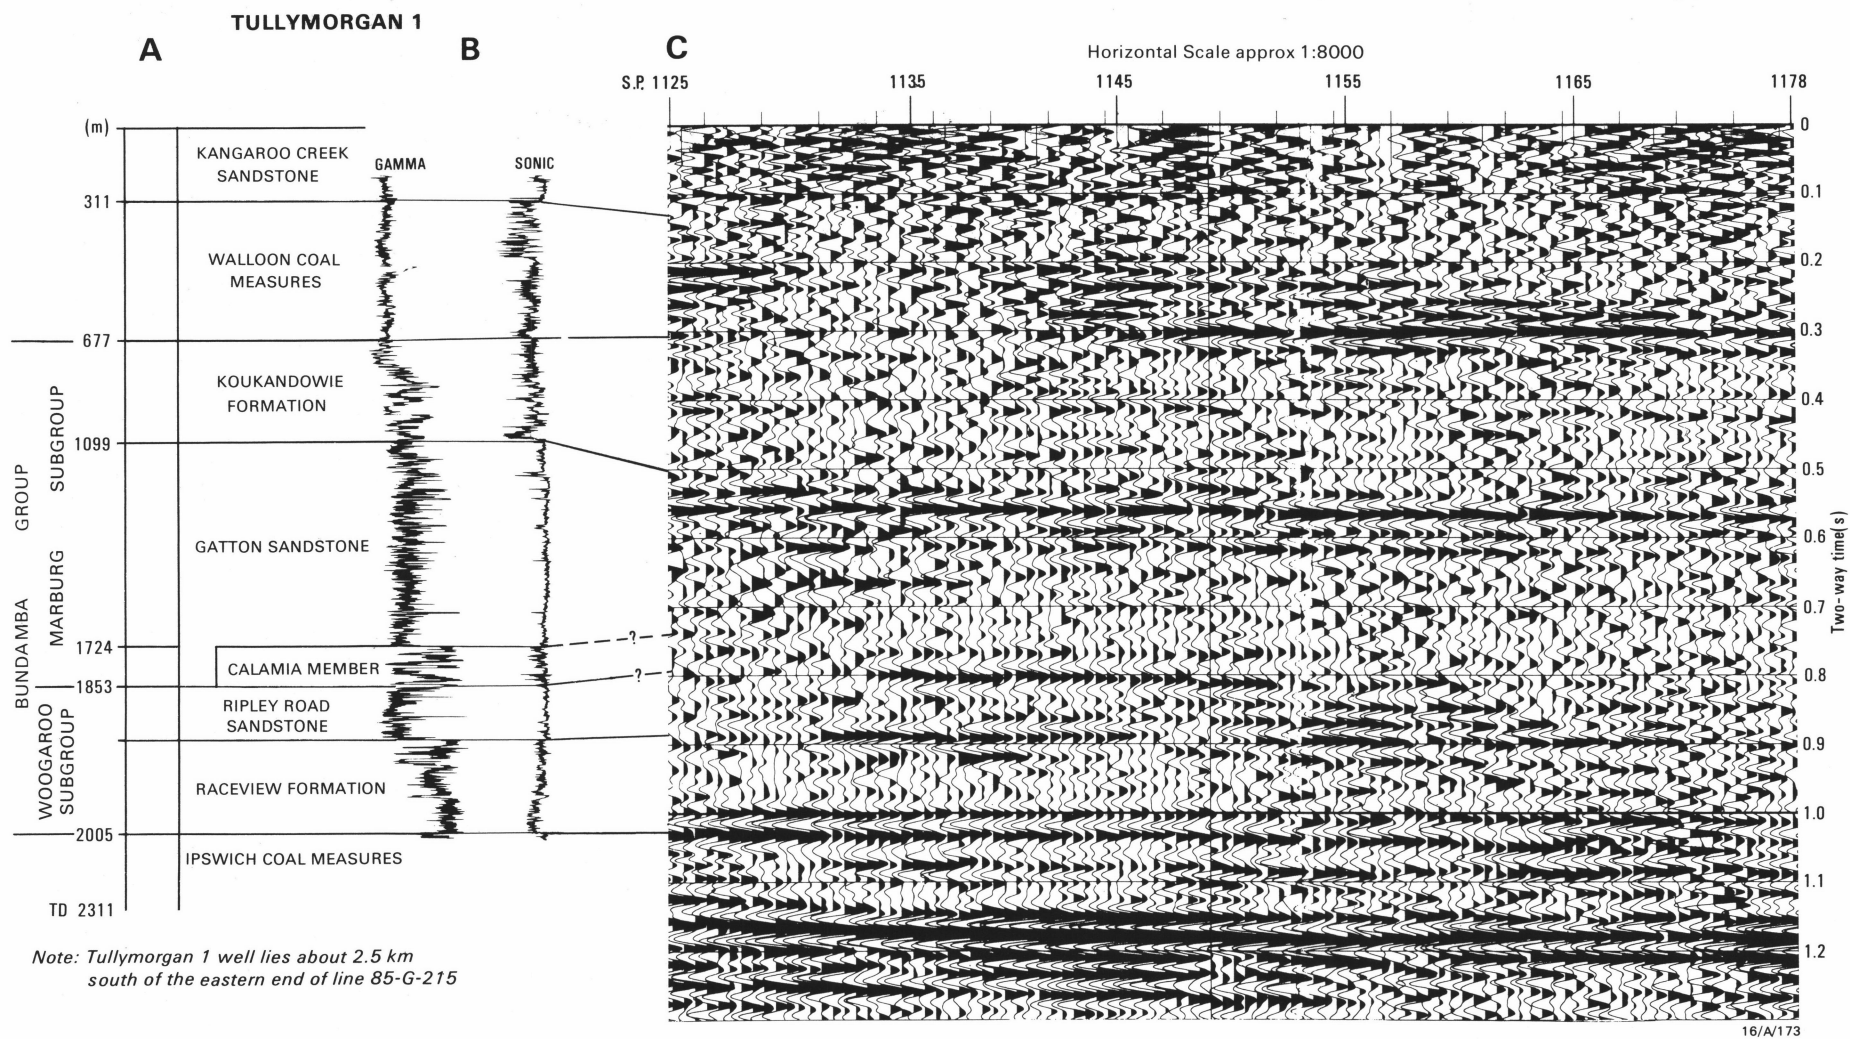 TULLYMORGAN 1
A
B
C
Horizontal Scale approx 1:8000
S.P. 1125
1135
1145
1155
1165
1178
(m)
KANGAROO CREEK
SANDSTONE
GAMMA
SONIC
311
WALLOON COAL
MEASURES
677
KOUKANDOWIE
FORMATION
1099
GATTON SANDSTONE
1724
CALAMIA MEMBER
1853
RIPLEY ROAD
SANDSTONE
RACEVIEW FORMATION
2005
IPSWICH COAL MEASURES
TD 2311
BUNDAMBA GROUP
MARBURG SUBGROUP
WOOGAROO
SUBGROUP
?
?
0
0.1
0.2
0.3
0.4
0.5
0.6
0.7
0.8
0.9
1.0
1.1
1.2
Two-way time(s)
Note: Tullymorgan 1 well lies about 2.5 km
south of the eastern end of line 85-G-215
16/A/173